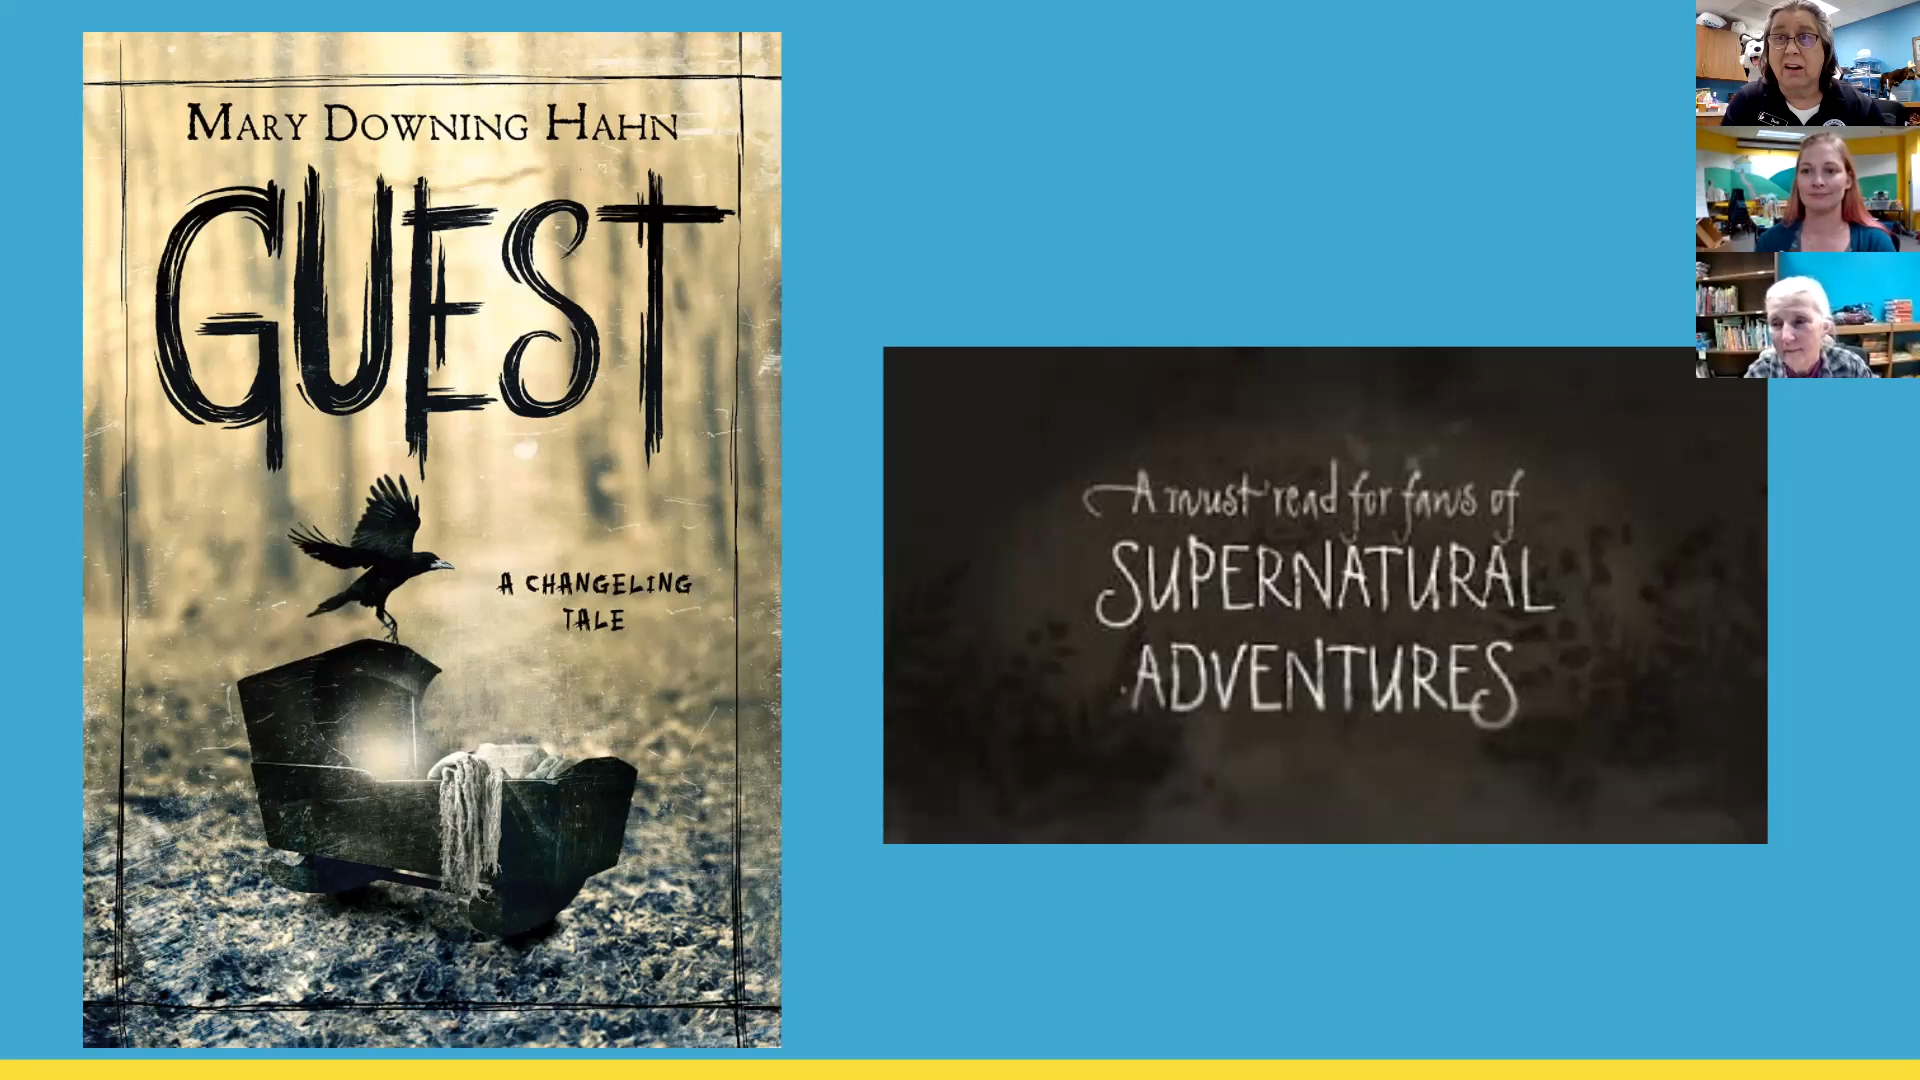 MARY DOWNING HAHN
GUEST
A CHANGELING
TALE
A must-read for fans of
SUPERNATURAL
ADVENTURES